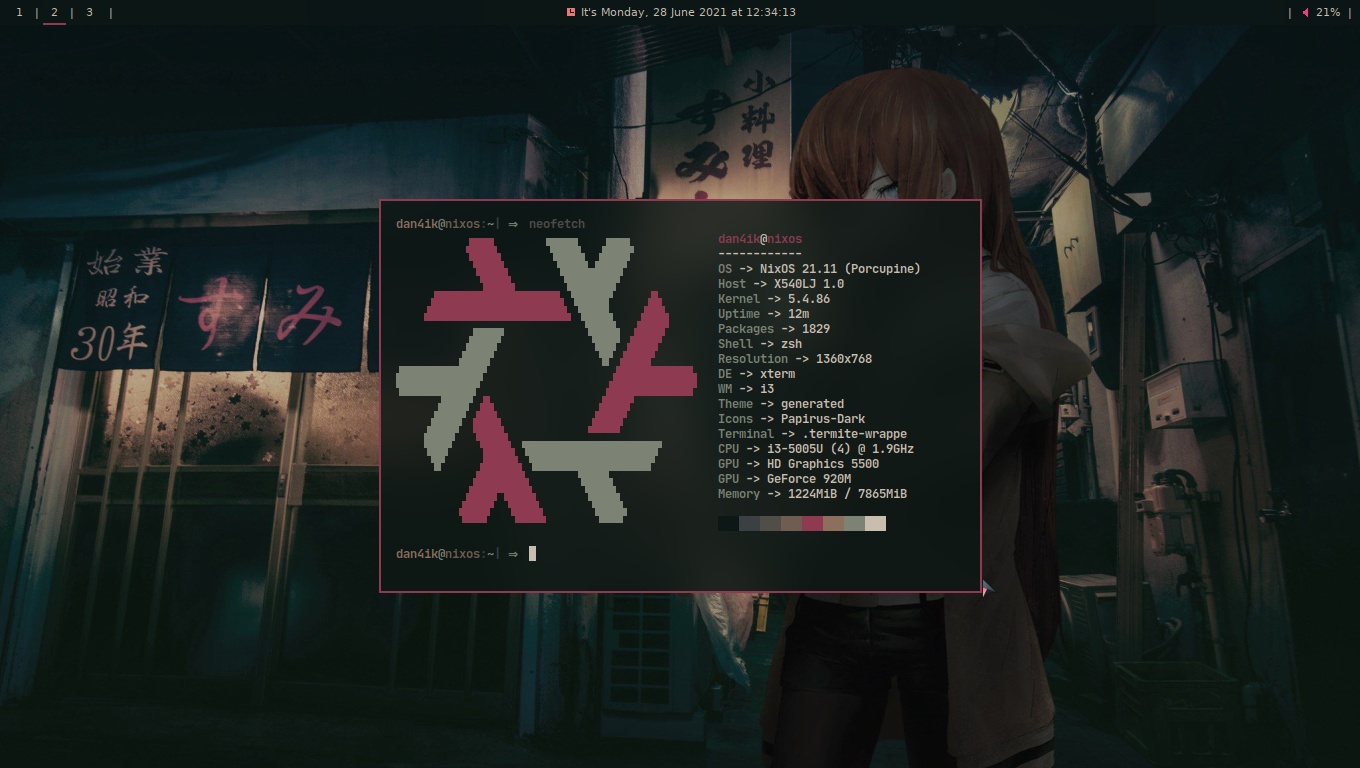 1 | 2 | 3 |
It's Monday, 28 June 2021 at 12:34:13
| 21% |
小料理
すみ
始業
昭和
30年
すみ
dan4ik@nixos:~| ⇒ neofetch
dan4ik@nixos
------------
OS -> NixOS 21.11 (Porcupine)
Host -> X540LJ 1.0
Kernel -> 5.4.86
Uptime -> 12m
Packages -> 1829
Shell -> zsh
Resolution -> 1360x768
DE -> xterm
WM -> i3
Theme -> generated
Icons -> Papirus-Dark
Terminal -> .termite-wrappe
CPU -> i3-5005U (4) @ 1.9GHz
GPU -> HD Graphics 5500
GPU -> GeForce 920M
Memory -> 1224MiB / 7865MiB
dan4ik@nixos:~| ⇒